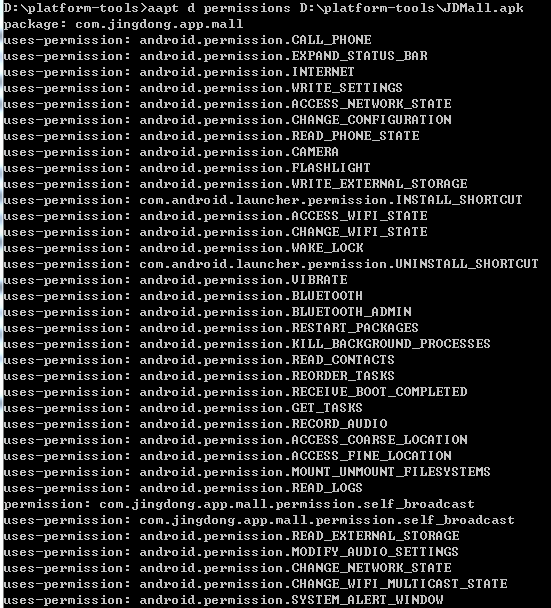 D:\platform-tools>aapt d permissions D:\platform-tools\JDMall.apk
package: com.jingdong.app.mall
uses-permission: android.permission.CALL_PHONE
uses-permission: android.permission.EXPAND_STATUS_BAR
uses-permission: android.permission.INTERNET
uses-permission: android.permission.WRITE_SETTINGS
uses-permission: android.permission.ACCESS_NETWORK_STATE
uses-permission: android.permission.CHANGE_CONFIGURATION
uses-permission: android.permission.READ_PHONE_STATE
uses-permission: android.permission.CAMERA
uses-permission: android.permission.FLASHLIGHT
uses-permission: android.permission.WRITE_EXTERNAL_STORAGE
uses-permission: com.android.launcher.permission.INSTALL_SHORTCUT
uses-permission: android.permission.ACCESS_WIFI_STATE
uses-permission: android.permission.CHANGE_WIFI_STATE
uses-permission: android.permission.WAKE_LOCK
uses-permission: com.android.launcher.permission.UNINSTALL_SHORTCUT
uses-permission: android.permission.VIBRATE
uses-permission: android.permission.BLUETOOTH
uses-permission: android.permission.BLUETOOTH_ADMIN
uses-permission: android.permission.RESTART_PACKAGES
uses-permission: android.permission.KILL_BACKGROUND_PROCESSES
uses-permission: android.permission.READ_CONTACTS
uses-permission: android.permission.REORDER_TASKS
uses-permission: android.permission.RECEIVE_BOOT_COMPLETED
uses-permission: android.permission.GET_TASKS
uses-permission: android.permission.RECORD_AUDIO
uses-permission: android.permission.ACCESS_COARSE_LOCATION
uses-permission: android.permission.ACCESS_FINE_LOCATION
uses-permission: android.permission.MOUNT_UNMOUNT_FILESYSTEMS
uses-permission: android.permission.READ_LOGS
permission: com.jingdong.app.mall.permission.self_broadcast
uses-permission: com.jingdong.app.mall.permission.self_broadcast
uses-permission: android.permission.READ_EXTERNAL_STORAGE
uses-permission: android.permission.MODIFY_AUDIO_SETTINGS
uses-permission: android.permission.CHANGE_NETWORK_STATE
uses-permission: android.permission.CHANGE_WIFI_MULTICAST_STATE
uses-permission: android.permission.SYSTEM_ALERT_WINDOW